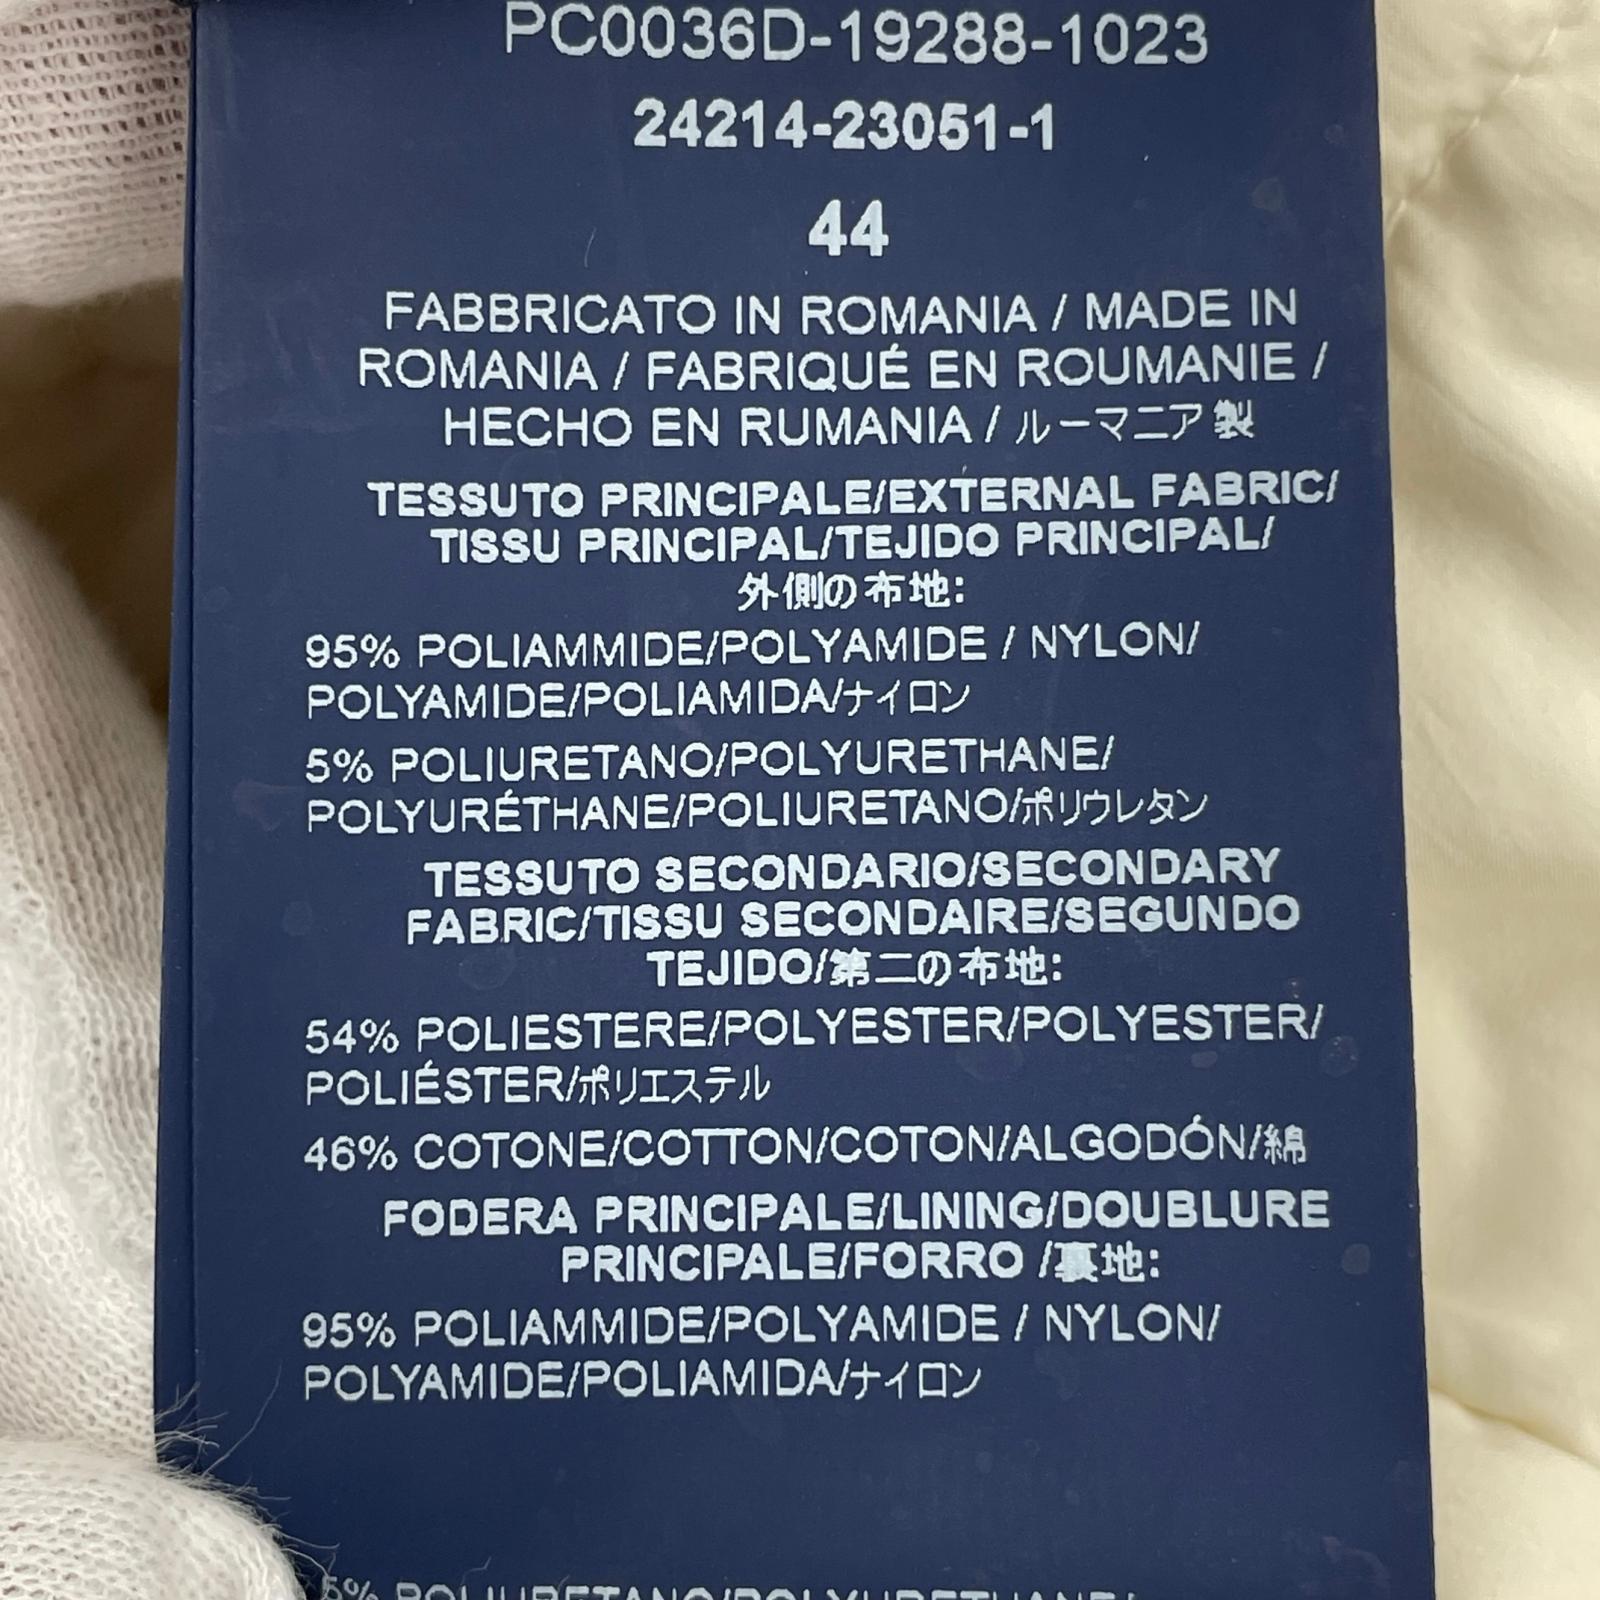 PC0036D-19288-1023
24214-23051-1
44
FABBRICATO IN ROMANIA / MADE IN
ROMANIA / FABRIQUÉ EN ROUMANIE /
HECHO EN RUMANIA / ルーマニア製
TESSUTO PRINCIPALE/EXTERNAL FABRIC/
TISSU PRINCIPAL/TEJIDO PRINCIPAL/
外側の布地:
95% POLIAMMIDE/POLYAMIDE / NYLON/
POLYAMIDE/POLIAMIDA/ナイロン
5% POLIURETANO/POLYURETHANE/
POLYURÉTHANE/POLIURETANO/ポリウレタン
TESSUTO SECONDARIO/SECONDARY
FABRIC/TISSU SECONDAIRE/SEGUNDO
TEJIDO/第二の布地:
54% POLIESTERE/POLYESTER/POLYESTER/
POLIÉSTER/ポリエステル
46% COTONE/COTTON/COTON/ALGODÓN/綿
FODERA PRINCIPALE/LINING/DOUBLURE
PRINCIPALE/FORRO /裏地:
95% POLIAMMIDE/POLYAMIDE / NYLON/
POLYAMIDE/POLIAMIDA/ナイロン
5% POLIURETANO/POLYURETHANE/